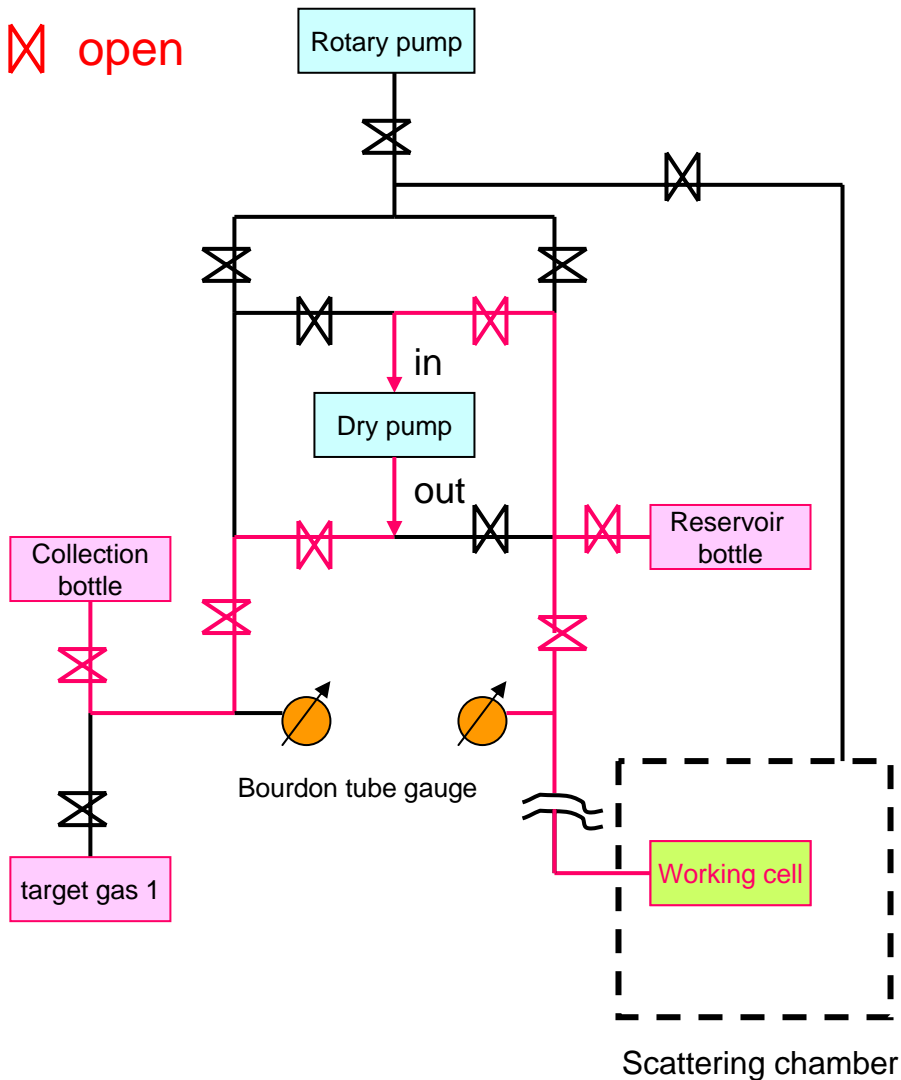 open
Rotary pump
in
Dry pump
out
Reservoir
bottle
Collection
bottle
Bourdon tube gauge
Working cell
target gas 1
Scattering chamber